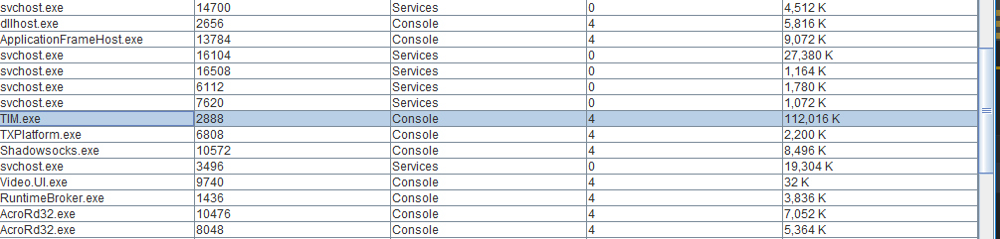 svchost.exe 14700 Services 0 4,512 K
dllhost.exe 2656 Console 4 5,816 K
ApplicationFrameHost.exe 13784 Console 4 9,072 K
svchost.exe 16104 Services 0 27,380 K
svchost.exe 16508 Services 0 1,164 K
svchost.exe 6112 Services 0 1,780 K
svchost.exe 7620 Services 0 1,072 K
TIM.exe 2888 Console 4 112,016 K
TXPlatform.exe 6808 Console 4 2,200 K
Shadowsocks.exe 10572 Console 4 8,496 K
svchost.exe 3496 Services 0 19,304 K
Video.UI.exe 9740 Console 4 32 K
RuntimeBroker.exe 1436 Console 4 3,836 K
AcroRd32.exe 10476 Console 4 7,052 K
AcroRd32.exe 8048 Console 4 5,364 K